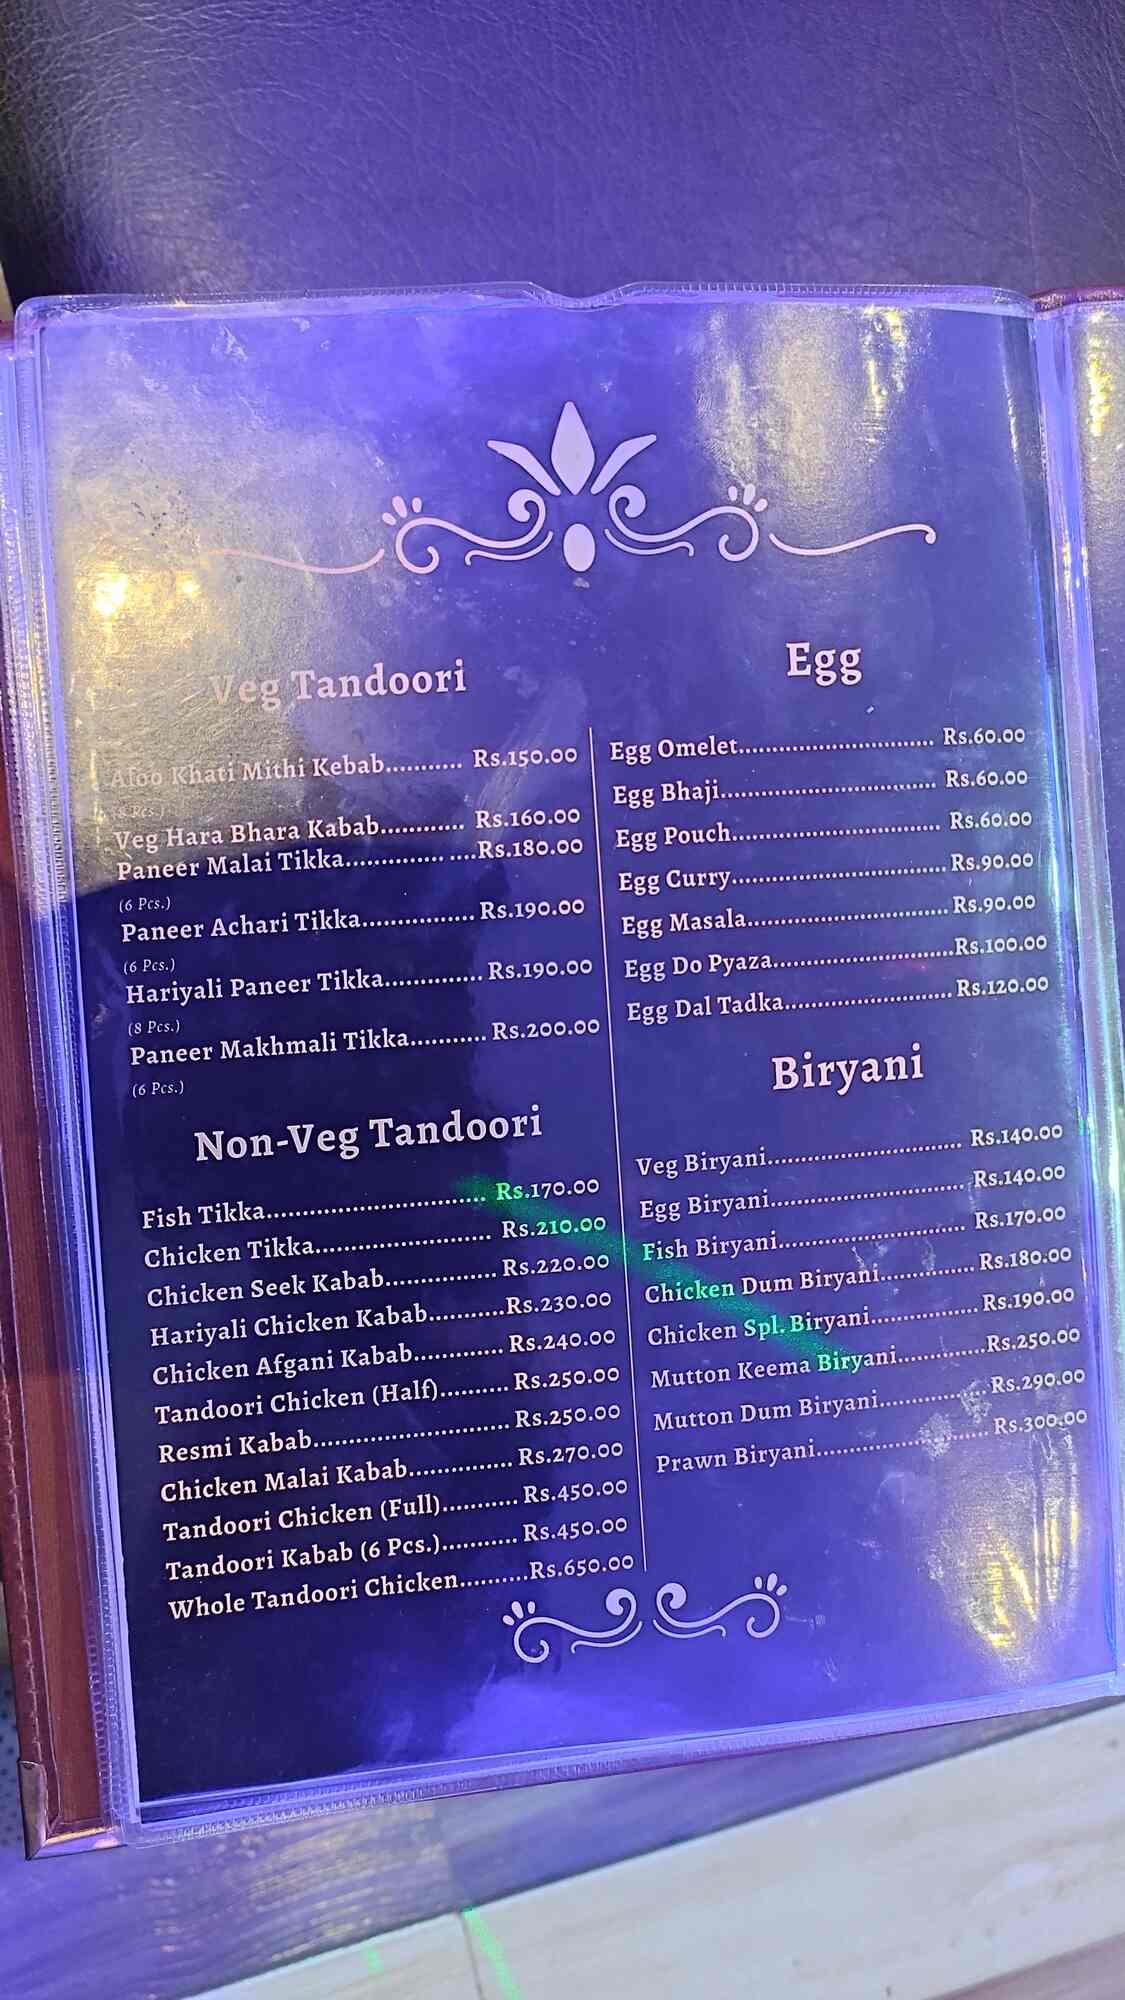 Veg Tandoori
Aloo Khati Mithi Kebab........... Rs.150.00
(8 Pcs.)
Veg Hara Bhara Kabab............ Rs.160.00
Paneer Malai Tikka.............. ....Rs.180.00
(6 Pcs.)
Paneer Achari Tikka................ Rs.190.00
(6 Pcs.)
Hariyali Paneer Tikka.............. Rs.190.00
(8 Pcs.)
Paneer Makhmali Tikka........... Rs.200.00
(6 Pcs.)
Non-Veg Tandoori
Fish Tikka............................... Rs.170.00
Chicken Tikka......................... Rs.210.00
Chicken Seek Kabab................ Rs.220.00
Hariyali Chicken Kabab...........Rs.230.00
Chicken Afgani Kabab............. Rs.240.00
Tandoori Chicken (Half).......... Rs.250.00
Resmi Kabab............................ Rs.250.00
Chicken Malai Kabab............... Rs.270.00
Tandoori Chicken (Full)........... Rs.450.00
Tandoori Kabab (6 Pcs.)........... Rs.450.00
Whole Tandoori Chicken..........Rs.650.00
Egg
Egg Omelet.............................. Rs.60.00
Egg Bhaji................................. Rs.60.00
Egg Pouch................................ Rs.60.00
Egg Curry.................................Rs.90.00
Egg Masala...............................Rs.90.00
Egg Do Pyaza...........................Rs.100.00
Egg Dal Tadka.........................Rs.120.00
Biryani
Veg Biryani.............................. Rs.140.00
Egg Biryani..............................Rs.140.00
Fish Biryani............................. Rs.170.00
Chicken Dum Biryani..............Rs.180.00
Chicken Spl. Biryani................Rs.190.00
Mutton Keema Biryani.............Rs.250.00
Mutton Dum Biryani................Rs.290.00
Prawn Biryani.......................... Rs.300.00